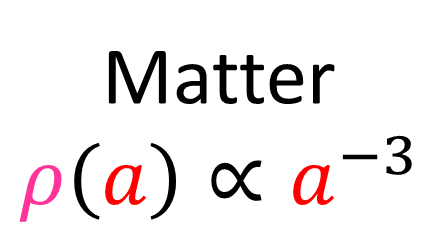 Matter
ρ(a) ∝ a⁻³